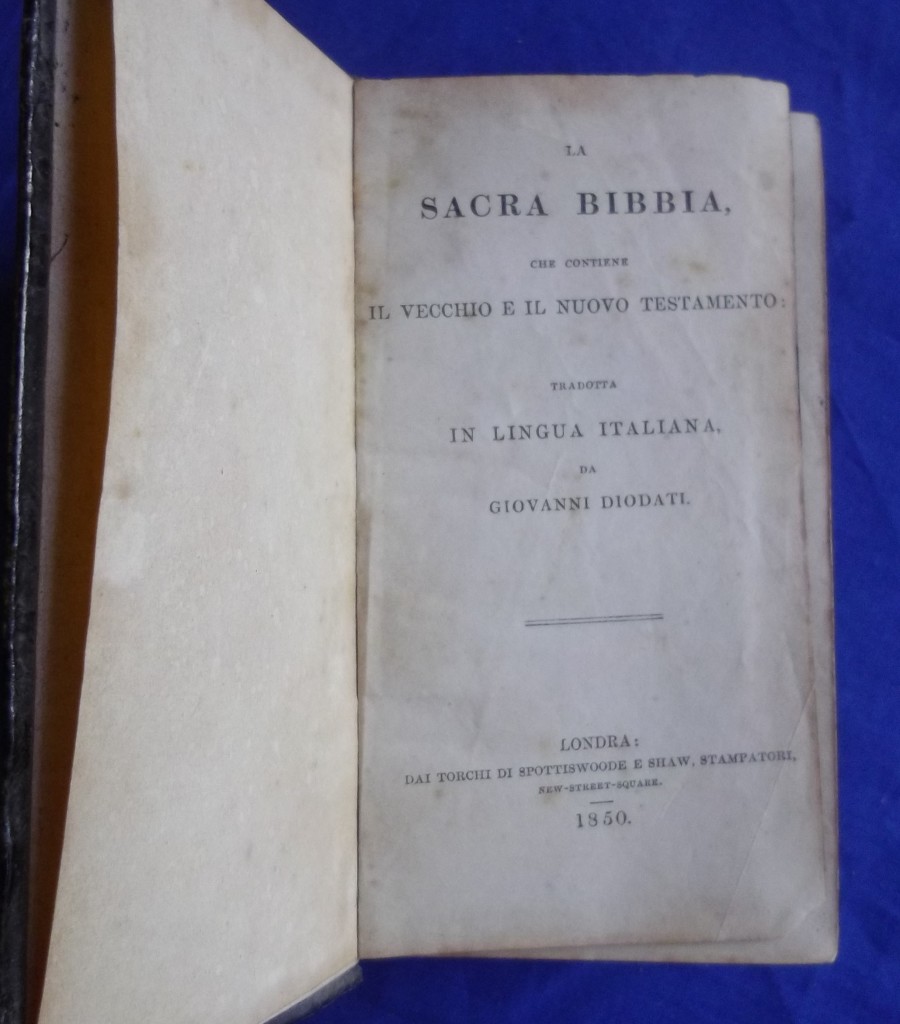 LA
SACRA BIBBIA,
CHE CONTIENE
IL VECCHIO E IL NUOVO TESTAMENTO:
TRADOTTA
IN LINGUA ITALIANA,
DA
GIOVANNI DIODATI.
LONDRA:
DAI TORCHI DI SPOTTISWOODE E SHAW, STAMPATORI,
NEW-STREET-SQUARE.
1850.